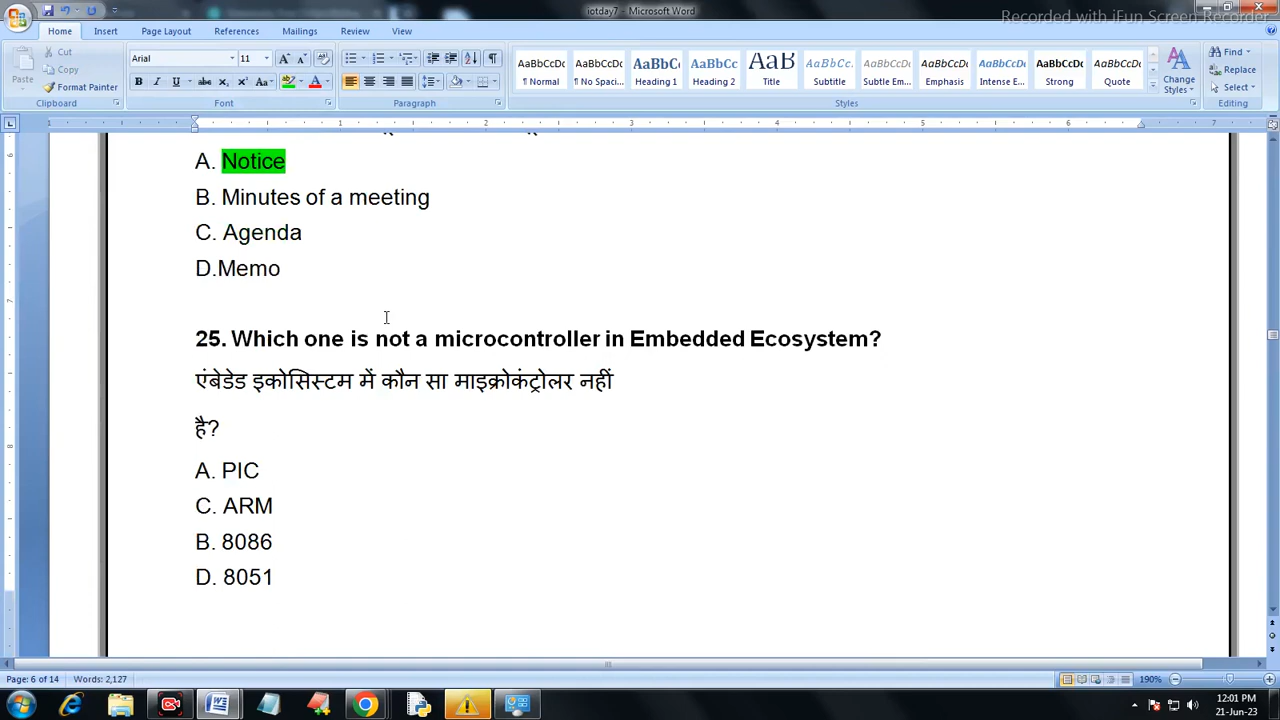 iotday7 - Microsoft Word
Recorded with iFun Screen Recorder
Home Insert Page Layout References Mailings Review View
Cut
Copy
Format Painter
Paste
Clipboard
Arial 11
Font
Paragraph
AaBbCcDc AaBbCcDc AaBbC AaBbCc AaB AaBbCc. AaBbCcDc AaBbCcDc AaBbCcDc AaBbCcDc AaBbCcDc
¶ Normal ¶ No Spaci... Heading 1 Heading 2 Title Subtitle Subtle Em... Emphasis Intense E... Strong Quote
Change Styles
Styles
Find
Replace
Select
Editing
A. Notice
B. Minutes of a meeting
C. Agenda
D.Memo
25. Which one is not a microcontroller in Embedded Ecosystem?
एंबेडेड इकोसिस्टम में कौन सा माइक्रोकंट्रोलर नहीं
है?
A. PIC
C. ARM
B. 8086
D. 8051
Page: 6 of 14 Words: 2,127 190%
12:01 PM
21-Jun-23